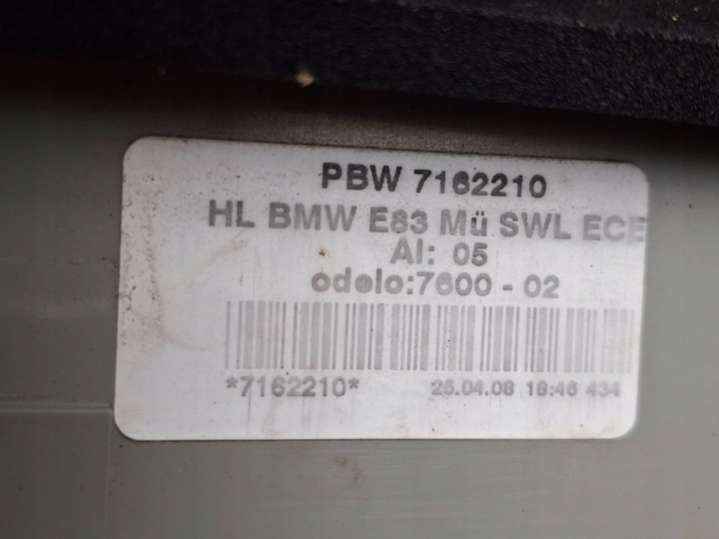 PBW 7162210
HL BMW E83 Mü SWL ECE
AI: 05
odelo:7600 - 02
*7162210* 25.04.08 18:46 434